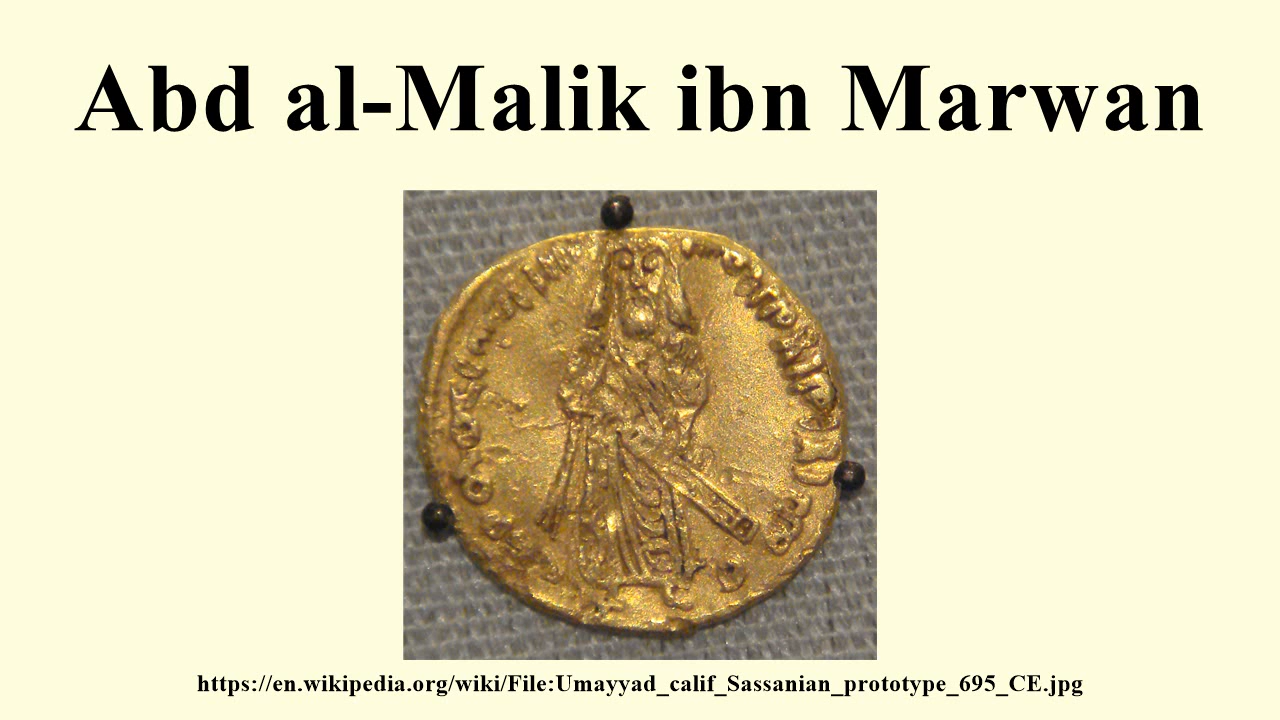 Abd al-Malik ibn Marwan
https://en.wikipedia.org/wiki/File:Umayyad_calif_Sassanian_prototype_695_CE.jpg